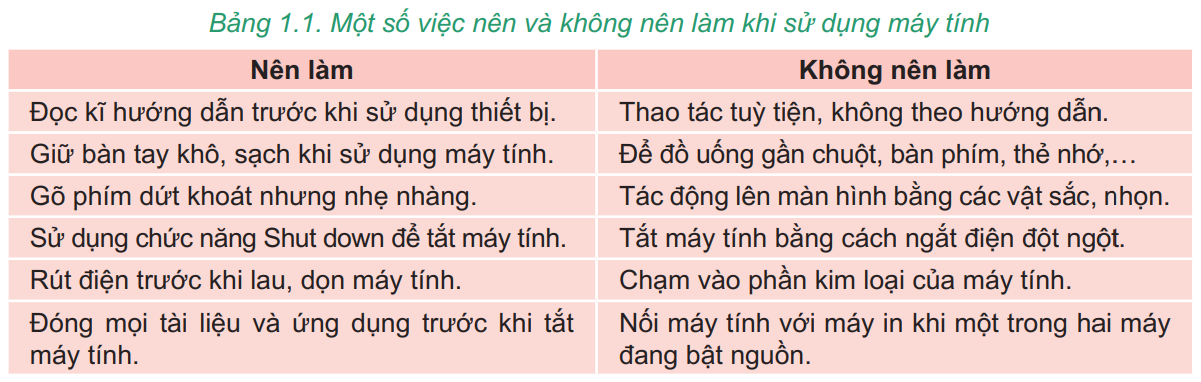 Bảng 1.1. Một số việc nên và không nên làm khi sử dụng máy tính
Nên làm
Không nên làm
Đọc kĩ hướng dẫn trước khi sử dụng thiết bị.
Thao tác tuỳ tiện, không theo hướng dẫn.
Giữ bàn tay khô, sạch khi sử dụng máy tính.
Để đồ uống gần chuột, bàn phím, thẻ nhớ,…
Gõ phím dứt khoát nhưng nhẹ nhàng.
Tác động lên màn hình bằng các vật sắc, nhọn.
Sử dụng chức năng Shut down để tắt máy tính.
Tắt máy tính bằng cách ngắt điện đột ngột.
Rút điện trước khi lau, dọn máy tính.
Chạm vào phần kim loại của máy tính.
Đóng mọi tài liệu và ứng dụng trước khi tắt
máy tính.
Nối máy tính với máy in khi một trong hai máy
đang bật nguồn.